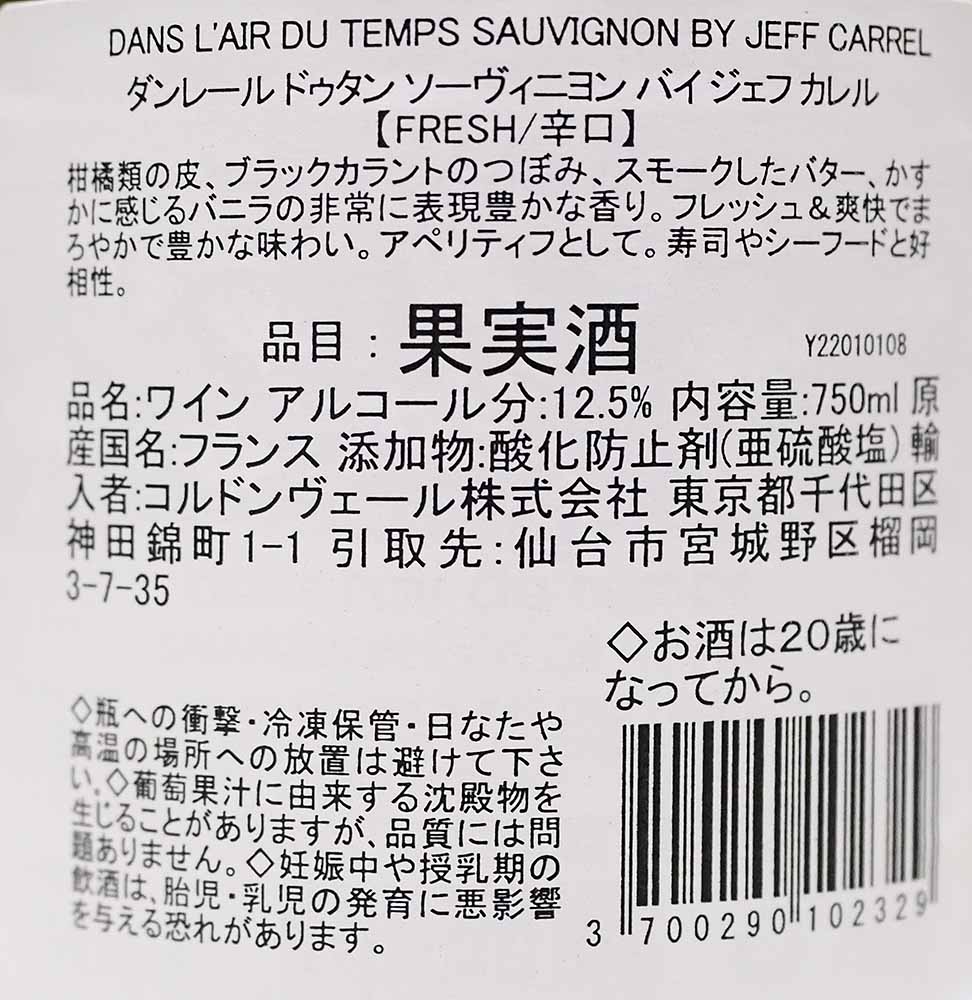 DANS L'AIR DU TEMPS SAUVIGNON BY JEFF CARREL
ダンレール ドゥタン ソーヴィニヨン バイ ジェフ カレル
【FRESH/辛口】
柑橘類の皮、ブラックカラントのつぼみ、スモークしたバター、かす
かに感じるバニラの非常に表現豊かな香り。フレッシュ&爽快でま
ろやかで豊かな味わい。アペリティフとして。寿司やシーフードと好
相性。
品目：果実酒
Y22010108
品名:ワイン アルコール分:12.5% 内容量:750ml 原
産国名:フランス 添加物:酸化防止剤(亜硫酸塩) 輸
入者:コルドンヴェール株式会社 東京都千代田区
神田錦町1-1 引取先:仙台市宮城野区榴岡
3-7-35
◇お酒は20歳に
なってから。
◇瓶への衝撃・冷凍保管・日なたや
高温の場所への放置は避けて下さ
い。◇葡萄果汁に由来する沈殿物を
生じることがありますが、品質には問
題ありません。◇妊娠中や授乳期の
飲酒は、胎児・乳児の発育に悪影響
を与える恐れがあります。
3 700290 102329